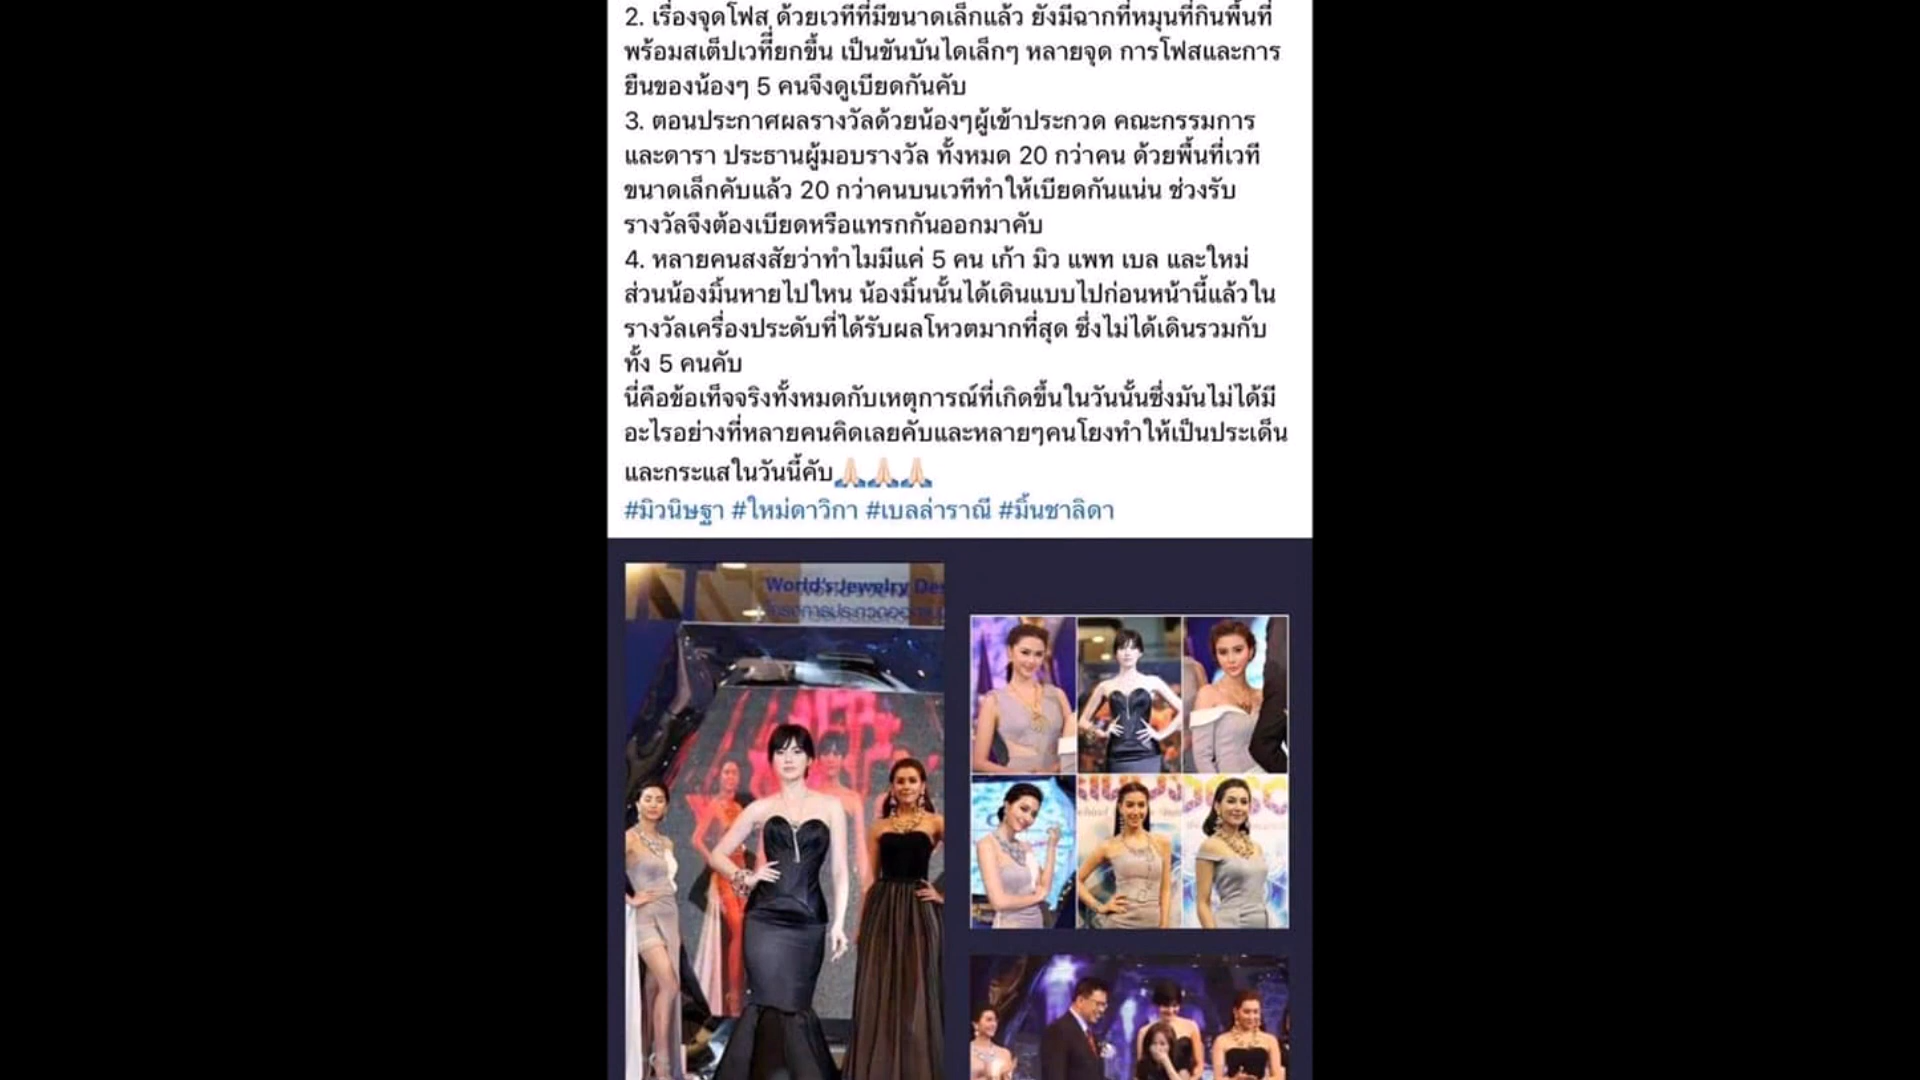 2. เรื่องจุดโฟส ด้วยเวทีที่มีขนาดเล็กแล้ว ยังมีฉากที่หมุนที่กินพื้นที่
พร้อมสเต็ปเวทีี่ยกขึ้น เป็นขันบันไดเล็กๆ หลายจุด การโฟสและการ
ยืนของน้องๆ 5 คนจึงดูเบียดกันคับ
3. ตอนประกาศผลรางวัลด้วยน้องๆผู้เข้าประกวด คณะกรรมการ
และดารา ประธานผู้มอบรางวัล ทั้งหมด 20 กว่าคน ด้วยพื้นที่เวที
ขนาดเล็กคับแล้ว 20 กว่าคนบนเวทีทำให้เบียดกันแน่น ช่วงรับ
รางวัลจึงต้องเบียดหรือแทรกกันออกมาคับ
4. หลายคนสงสัยว่าทำไมมีแค่ 5 คน เก้า มิว แพท เบล และใหม่
ส่วนน้องมิ้นหายไปใหน น้องมิ้นนั้นได้เดินแบบไปก่อนหน้านี้แล้วใน
รางวัลเครื่องประดับที่ได้รับผลโหวตมากที่สุด ซึ่งไม่ได้เดินรวมกับ
ทั้ง 5 คนคับ
นี่คือข้อเท็จจริงทั้งหมดกับเหตุการณ์ที่เกิดขึ้นในวันนั้นซึ่งมันไม่ได้มี
อะไรอย่างที่หลายคนคิดเลยคับและหลายๆคนโยงทำให้เป็นประเด็น
และกระแสในวันนี้คับ🙏🏻🙏🏻🙏🏻
#มิวนิษฐา #ใหม่ดาวิกา #เบลล่าราณี #มิ้นชาลิดา
World's Jewelry Des